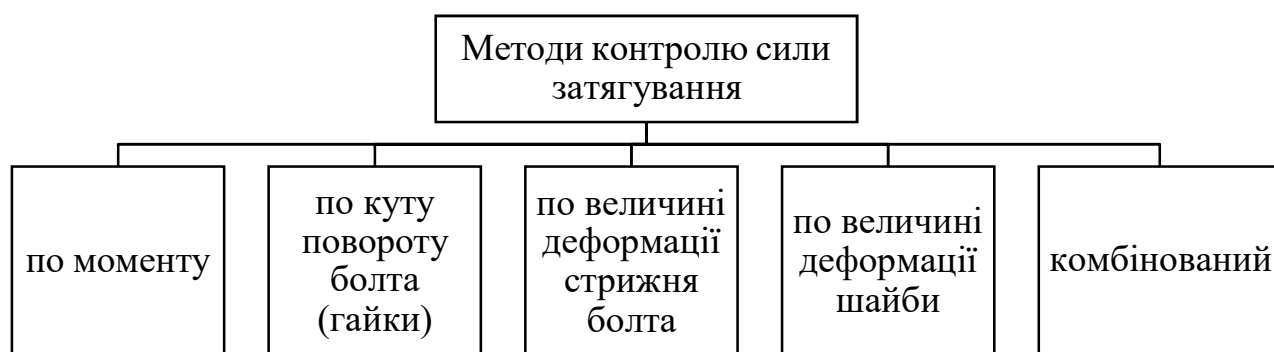 Методи контролю сили
затягування
по моменту
по куту
повороту
болта
(гайки)
по величині
деформації
стрижня
болта
по величині
деформації
шайби
комбінований